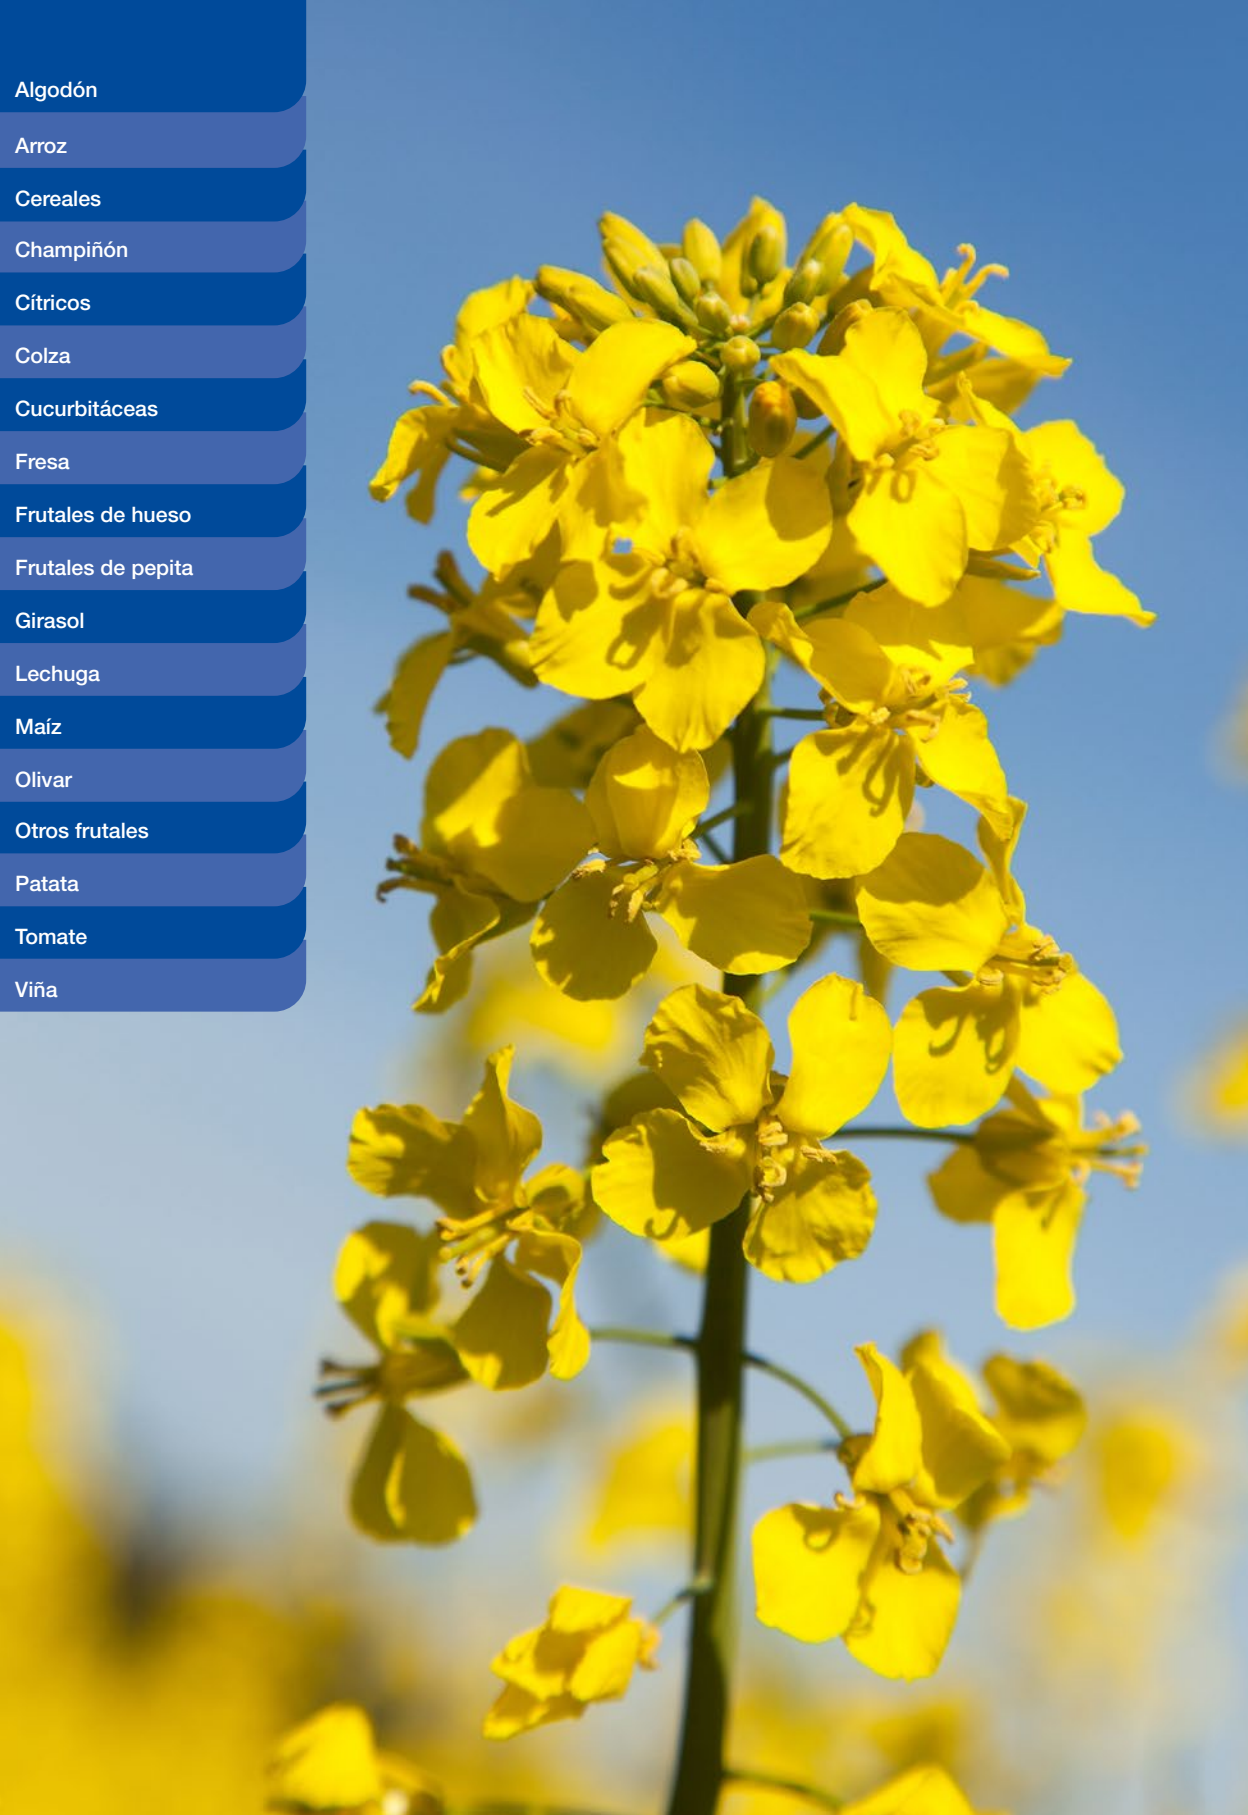 Algodón
Arroz
Cereales
Champiñón
Cítricos
Colza
Cucurbitáceas
Fresa
Frutales de hueso
Frutales de pepita
Girasol
Lechuga
Maíz
Olivar
Otros frutales
Patata
Tomate
Viña